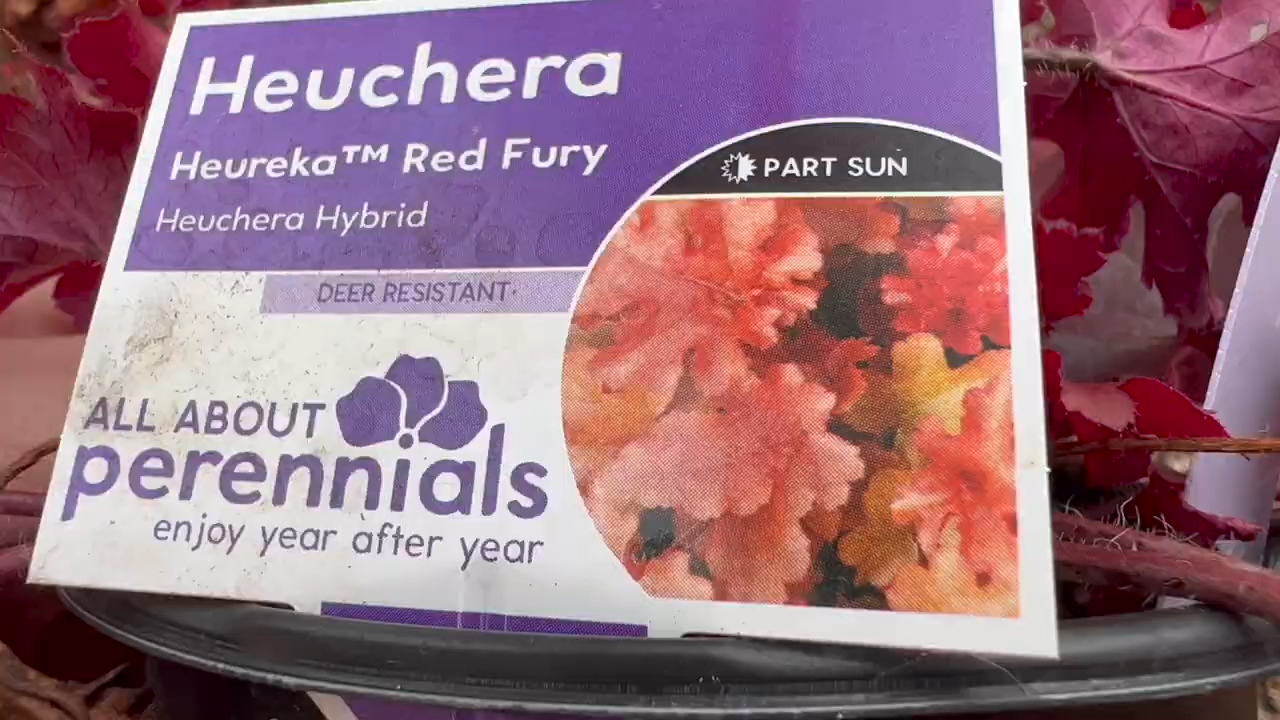 Heuchera
Heureka™ Red Fury
Heuchera Hybrid
PART SUN
DEER RESISTANT
ALL ABOUT
perennials
enjoy year after year